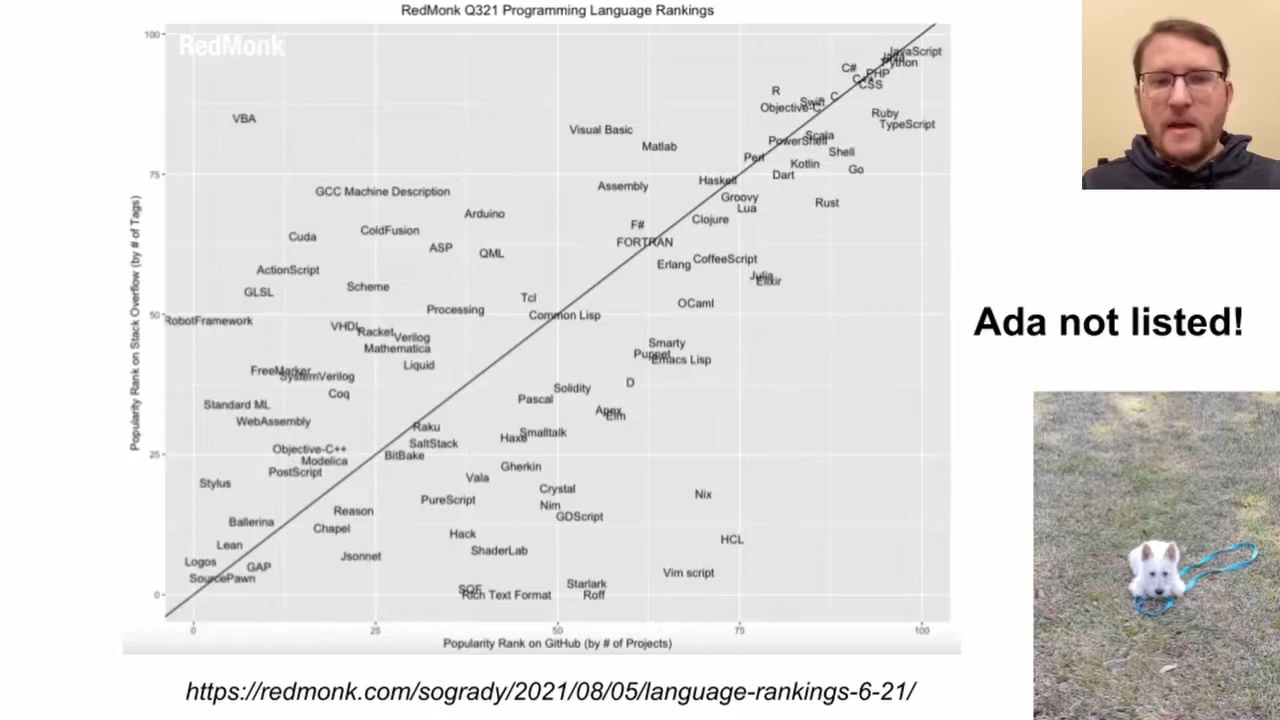 RedMonk Q321 Programming Language Rankings
RedMonk
100
75
50
25
0
Popularity Rank on Stack Overflow (by # of Tags)
JavaScript
Java
Python
C#
PHP
C++
CSS
R
C
Swift
Objective-C
VBA
Ruby
TypeScript
Visual Basic
Scala
PowerShell
Matlab
Shell
Perl
Kotlin
Go
Dart
Haskell
Assembly
GCC Machine Description
Groovy
Rust
Lua
Arduino
Clojure
F#
ColdFusion
Cuda
FORTRAN
ASP
QML
CoffeeScript
Erlang
ActionScript
Julia
Elixir
Scheme
GLSL
Tcl
OCaml
Processing
Common Lisp
RobotFramework
VHDL
Racket
Verilog
Smarty
Mathematica
Puppet
Emacs Lisp
Liquid
FreeMarker
SystemVerilog
D
Solidity
Coq
Pascal
Standard ML
Apex
Elm
WebAssembly
Raku
Smalltalk
Haxe
SaltStack
Objective-C++
BitBake
Modelica
Gherkin
PostScript
Vala
Stylus
Crystal
Nix
PureScript
Nim
Reason
GDScript
Ballerina
Chapel
Hack
HCL
Lean
ShaderLab
Jsonnet
Logos
GAP
Vim script
SourcePawn
Starlark
SQF
Rich Text Format
Roff
0 25 50 75 100
Popularity Rank on GitHub (by # of Projects)
Ada not listed!
https://redmonk.com/sogrady/2021/08/05/language-rankings-6-21/